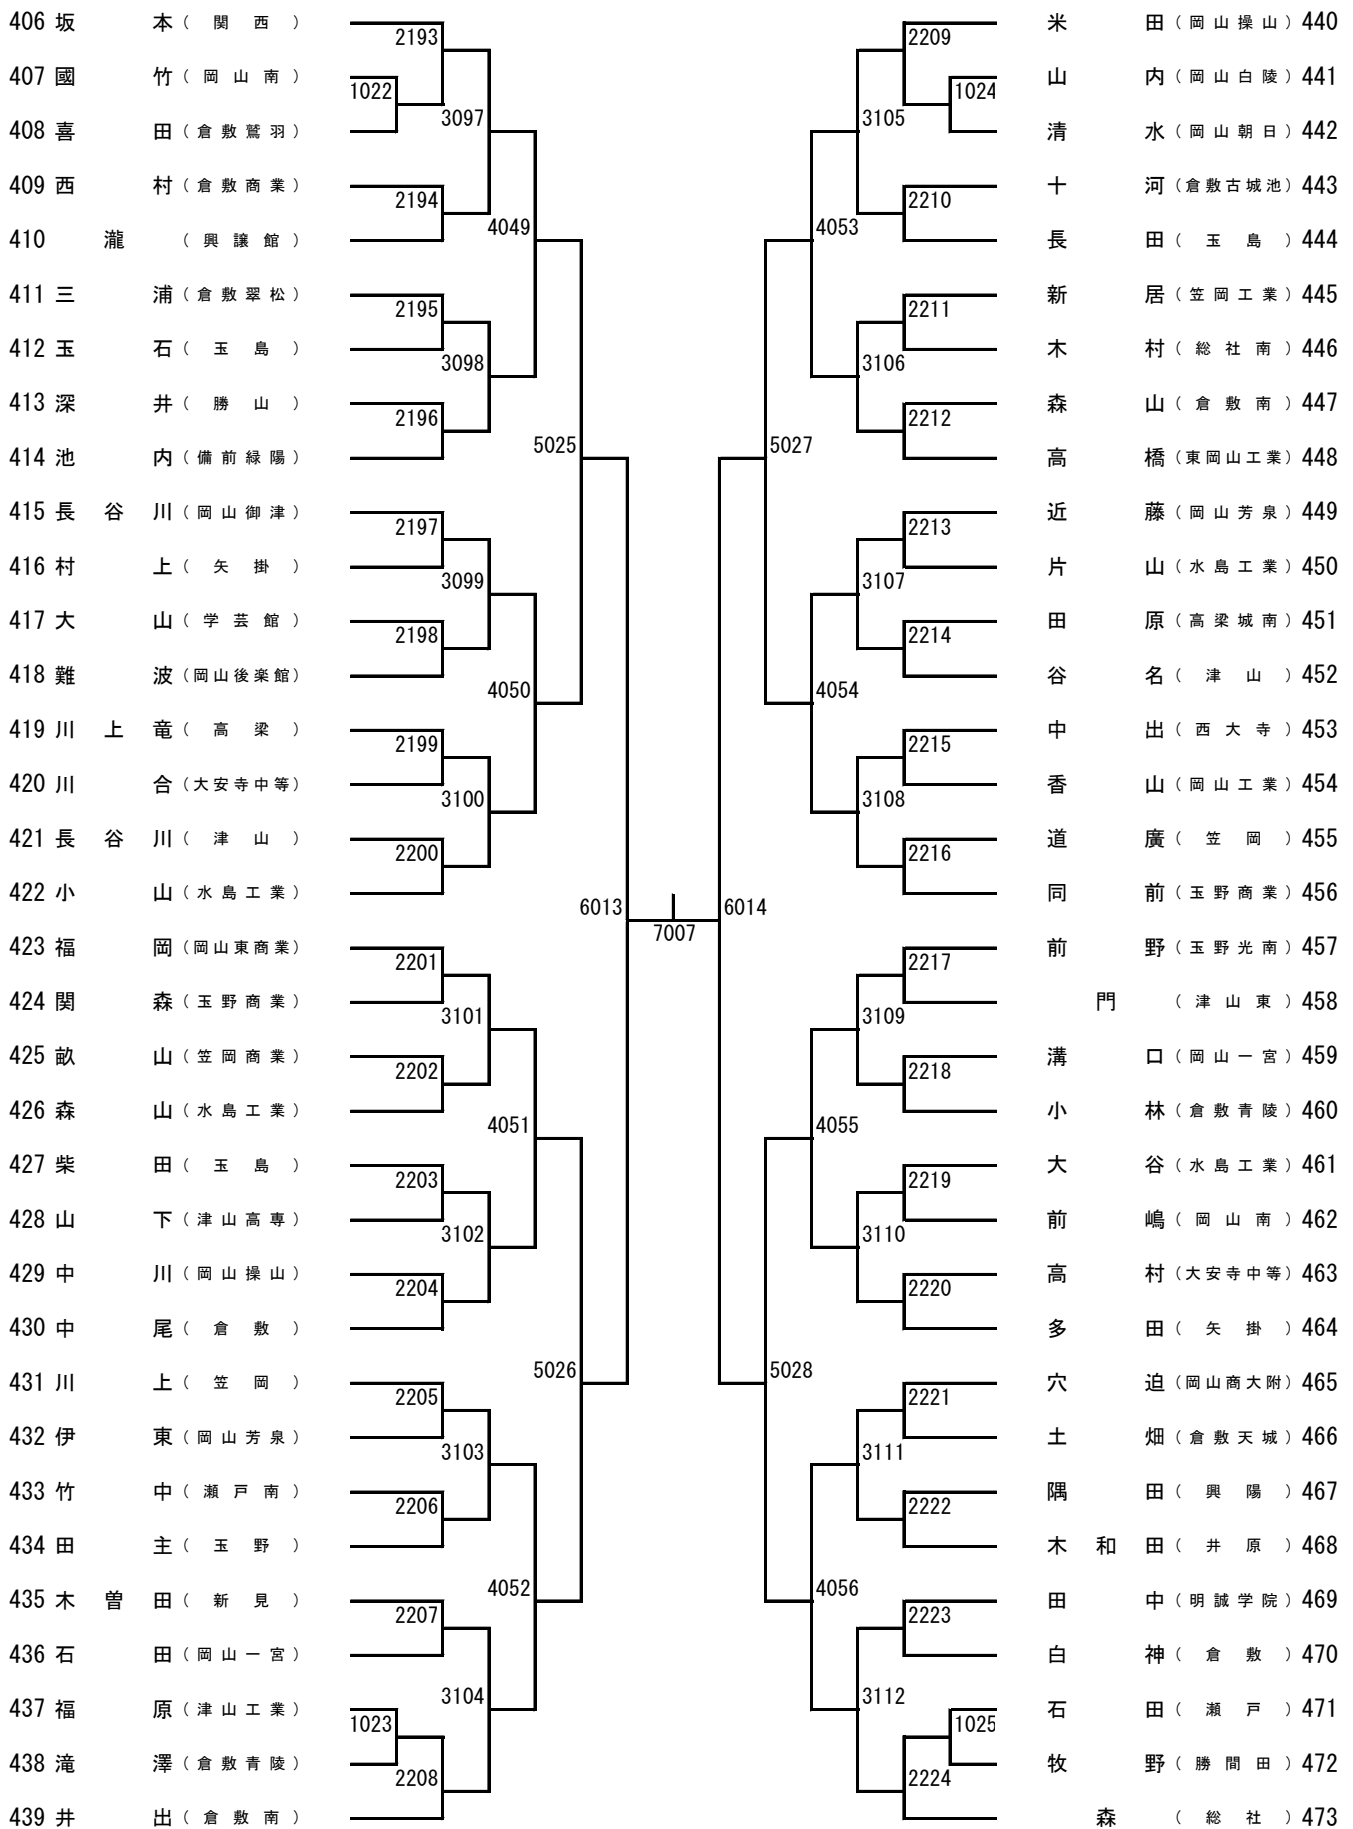 406 坂本（関西）
2193
407 國竹（岡山南）
1022
408 喜田（倉敷鷲羽）
3097
409 西村（倉敷商業）
2194
410 瀧（興譲館）
4049
411 三浦（倉敷翠松）
2195
412 玉石（玉島）
3098
413 深井（勝山）
2196
414 池内（備前緑陽）
5025
415 長谷川（岡山御津）
2197
416 村上（矢掛）
3099
417 大山（学芸館）
2198
418 難波（岡山後楽館）
4050
419 川上竜（高梁）
2199
420 川合（大安寺中等）
3100
421 長谷川（津山）
2200
422 小山（水島工業）
6013
423 福岡（岡山東商業）
2201
424 関森（玉野商業）
3101
425 畝山（笠岡商業）
2202
426 森山（水島工業）
4051
427 柴田（玉島）
2203
428 山下（津山高専）
3102
429 中川（岡山操山）
2204
430 中尾（倉敷）
5026
431 川上（笠岡）
2205
432 伊東（岡山芳泉）
3103
433 竹中（瀬戸南）
2206
434 田主（玉野）
4052
435 木曽田（新見）
2207
436 石田（岡山一宮）
3104
437 福原（津山工業）
1023
438 滝澤（倉敷青陵）
2208
439 井出（倉敷南）
7007
米田（岡山操山）440
2209
山内（岡山白陵）441
1024
清水（岡山朝日）442
3105
十河（倉敷古城池）443
2210
長田（玉島）444
4053
新居（笠岡工業）445
2211
木村（総社南）446
3106
森山（倉敷南）447
2212
高橋（東岡山工業）448
5027
近藤（岡山芳泉）449
2213
片山（水島工業）450
3107
田原（高梁城南）451
2214
谷名（津山）452
4054
中出（西大寺）453
2215
香山（岡山工業）454
3108
道廣（笠岡）455
2216
同前（玉野商業）456
6014
前野（玉野光南）457
2217
門（津山東）458
3109
溝口（岡山一宮）459
2218
小林（倉敷青陵）460
4055
大谷（水島工業）461
2219
前嶋（岡山南）462
3110
高村（大安寺中等）463
2220
多田（矢掛）464
5028
穴迫（岡山商大附）465
2221
土畑（倉敷天城）466
3111
隅田（興陽）467
2222
木和田（井原）468
4056
田中（明誠学院）469
2223
白神（倉敷）470
3112
石田（瀬戸）471
1025
牧野（勝間田）472
2224
森（総社）473